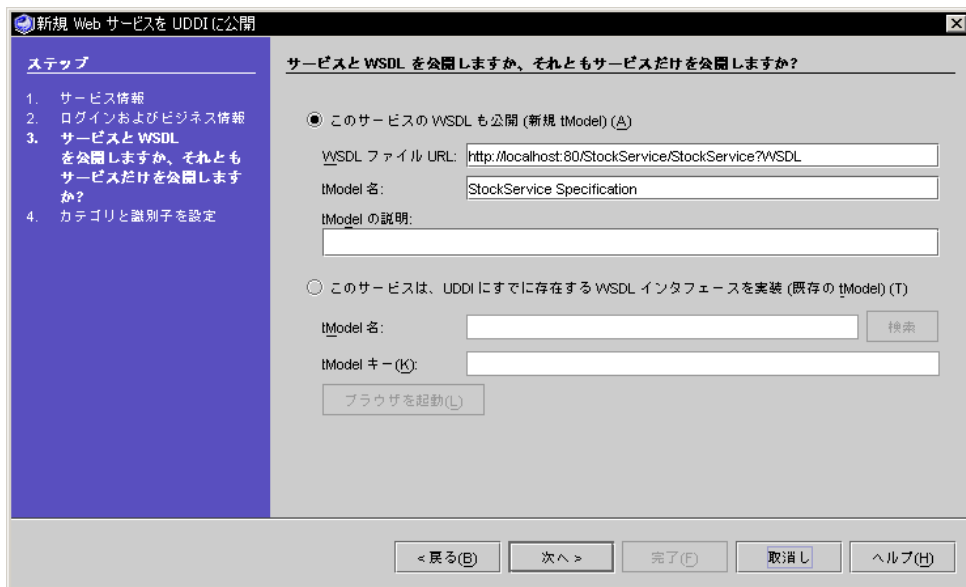 新規 Web サービスを UDDI に公開
ステップ
1. サービス情報
2. ログインおよびビジネス情報
3. サービスと WSDL
を公開しますか、それとも
サービスだけを公開します
か?
4. カテゴリと識別子を設定
サービスと WSDL を公開しますか、それともサービスだけを公開しますか?
このサービスの WSDL も公開 (新規 tModel) (A)
WSDL ファイル URL: http://localhost:80/StockService/StockService?WSDL
tModel 名: StockService Specification
tModel の説明:
このサービスは、UDDI にすでに存在する WSDL インタフェースを実装 (既存の tModel) (T)
tModel 名: 検索
tModel キー(K):
ブラウザを起動(L)
< 戻る(B) 次へ > 完了(F) 取消し ヘルプ(H)